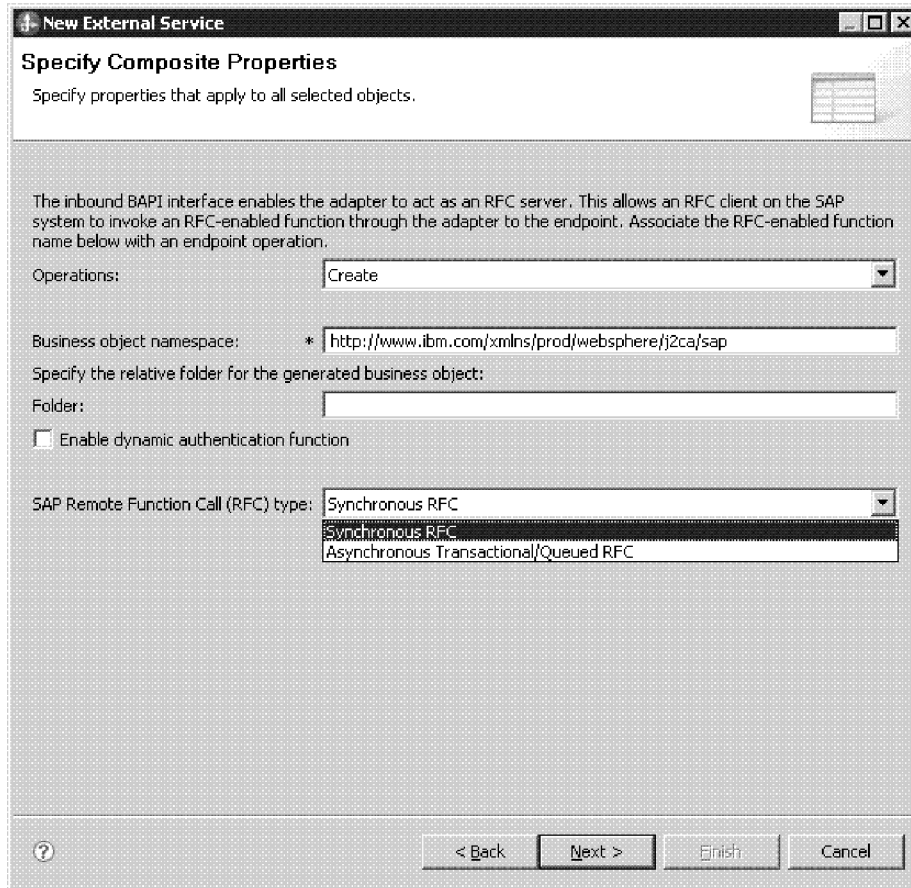 New External Service
Specify Composite Properties
Specify properties that apply to all selected objects.
The inbound BAPI interface enables the adapter to act as an RFC server. This allows an RFC client on the SAP
system to invoke an RFC-enabled function through the adapter to the endpoint. Associate the RFC-enabled function
name below with an endpoint operation.
Operations: Create
Business object namespace: * http://www.ibm.com/xmlns/prod/websphere/j2ca/sap
Specify the relative folder for the generated business object:
Folder:
Enable dynamic authentication function
SAP Remote Function Call (RFC) type: Synchronous RFC
Synchronous RFC
Asynchronous Transactional/Queued RFC
? < Back Next > Finish Cancel